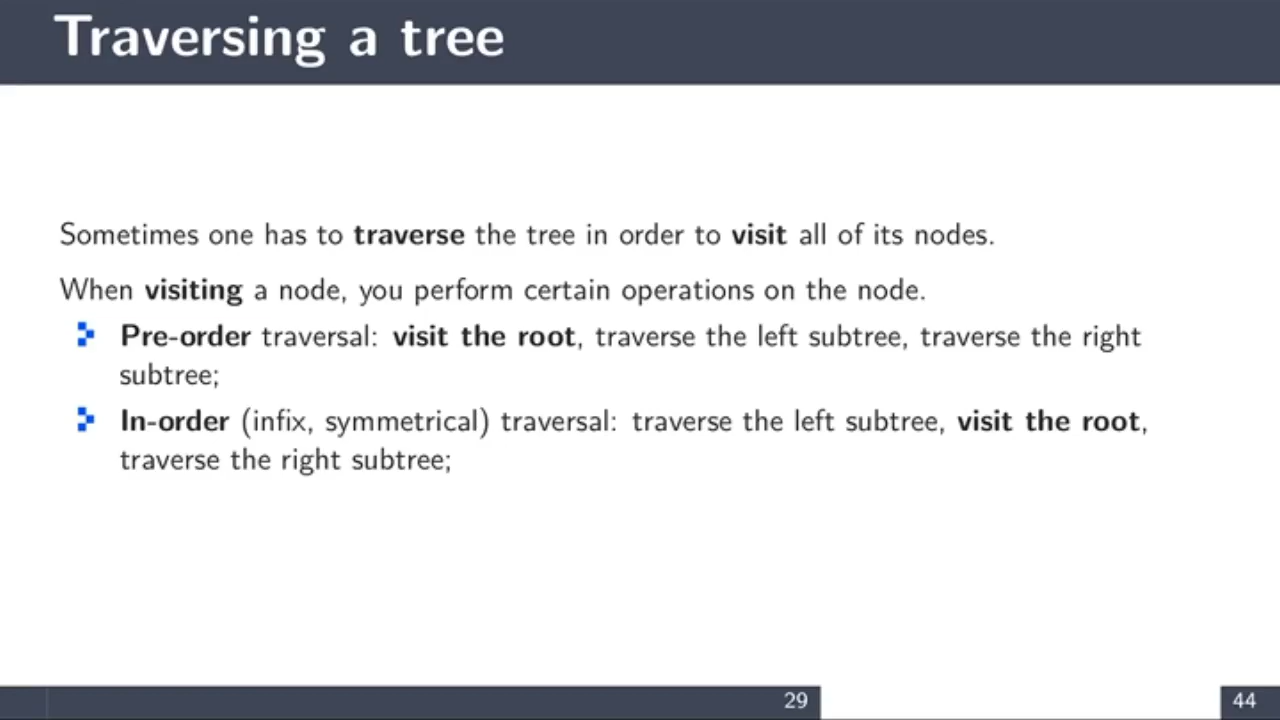 Traversing a tree
Sometimes one has to traverse the tree in order to visit all of its nodes.
When visiting a node, you perform certain operations on the node.
Pre-order traversal: visit the root, traverse the left subtree, traverse the right
subtree;
In-order (infix, symmetrical) traversal: traverse the left subtree, visit the root,
traverse the right subtree;
29
44